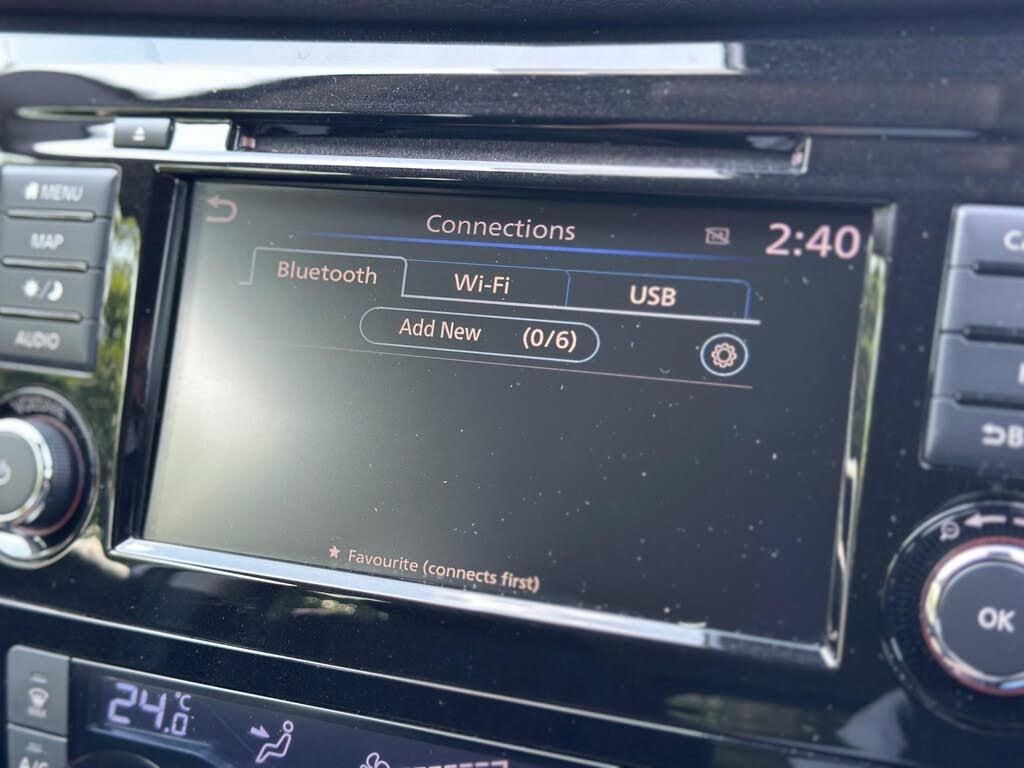 MENU
MAP
AUDIO
Connections
2:40
Bluetooth
Wi-Fi
USB
Add New (0/6)
★ Favourite (connects first)
OK
24.0 °C